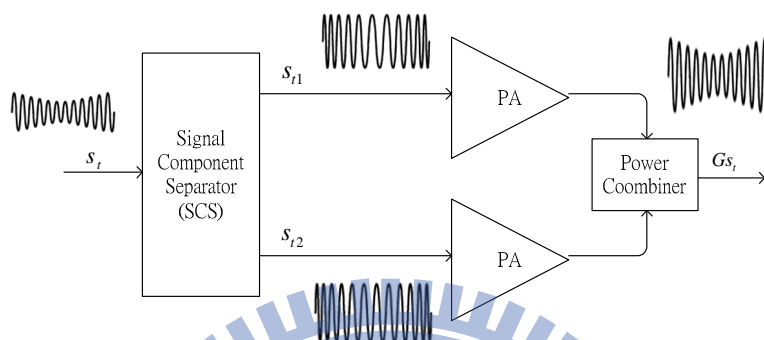 s_t
Signal
Component
Separator
(SCS)
s_t1
s_t2
PA
PA
Power
Coombiner
Gs_t